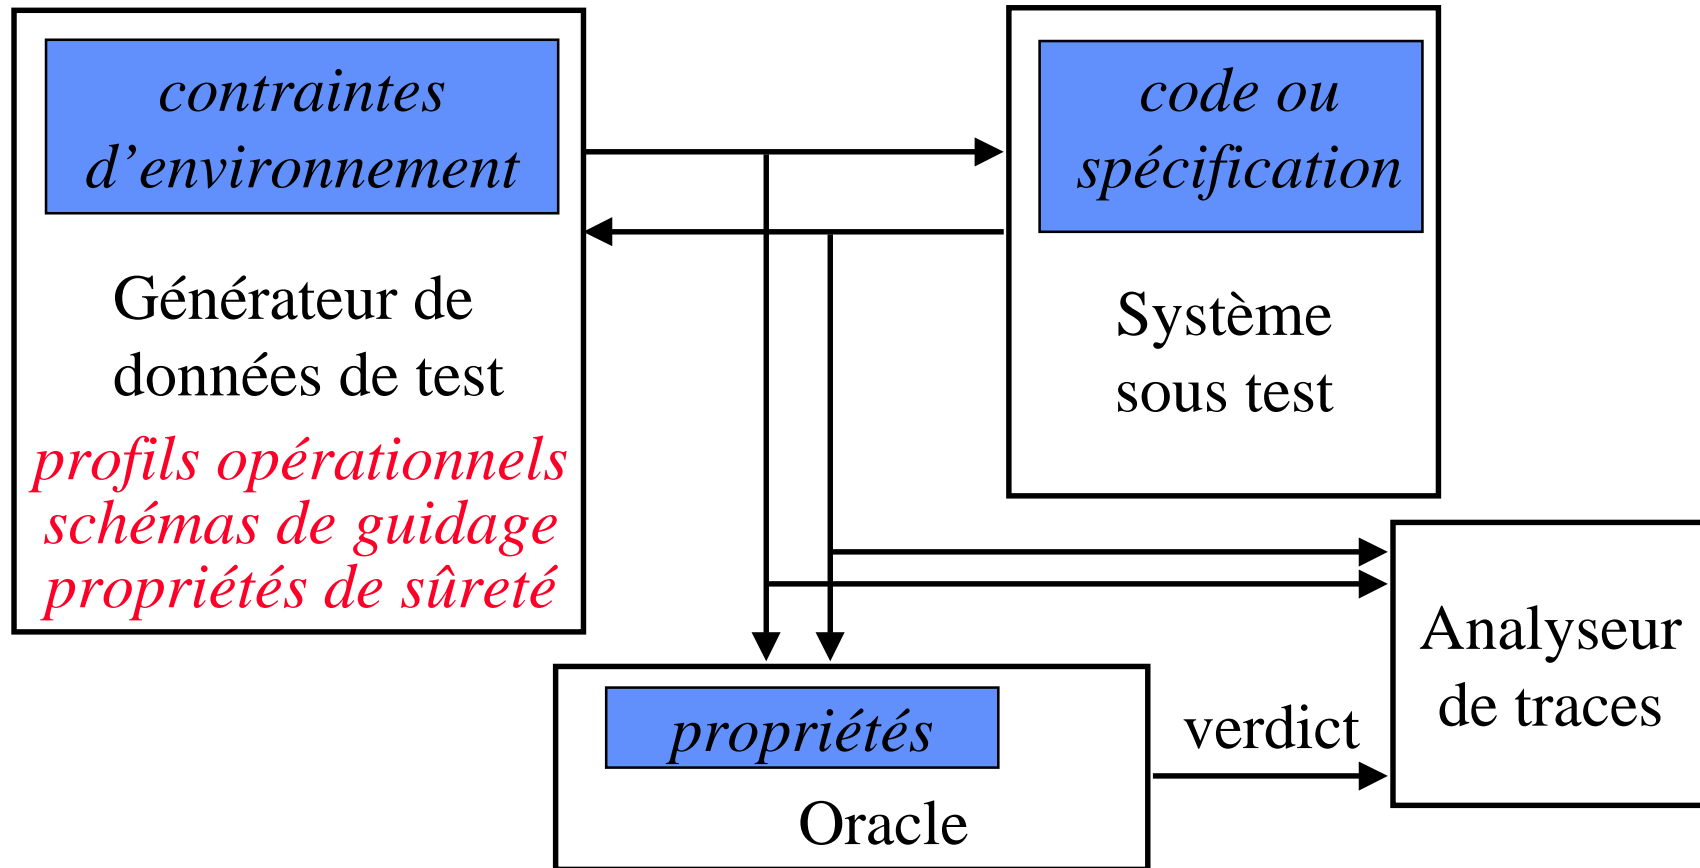 contraintes
d’environnement
Générateur de
données de test
profils opérationnels
schémas de guidage
propriétés de sûreté
code ou
spécification
Système
sous test
propriétés
Oracle
verdict
Analyseur
de traces